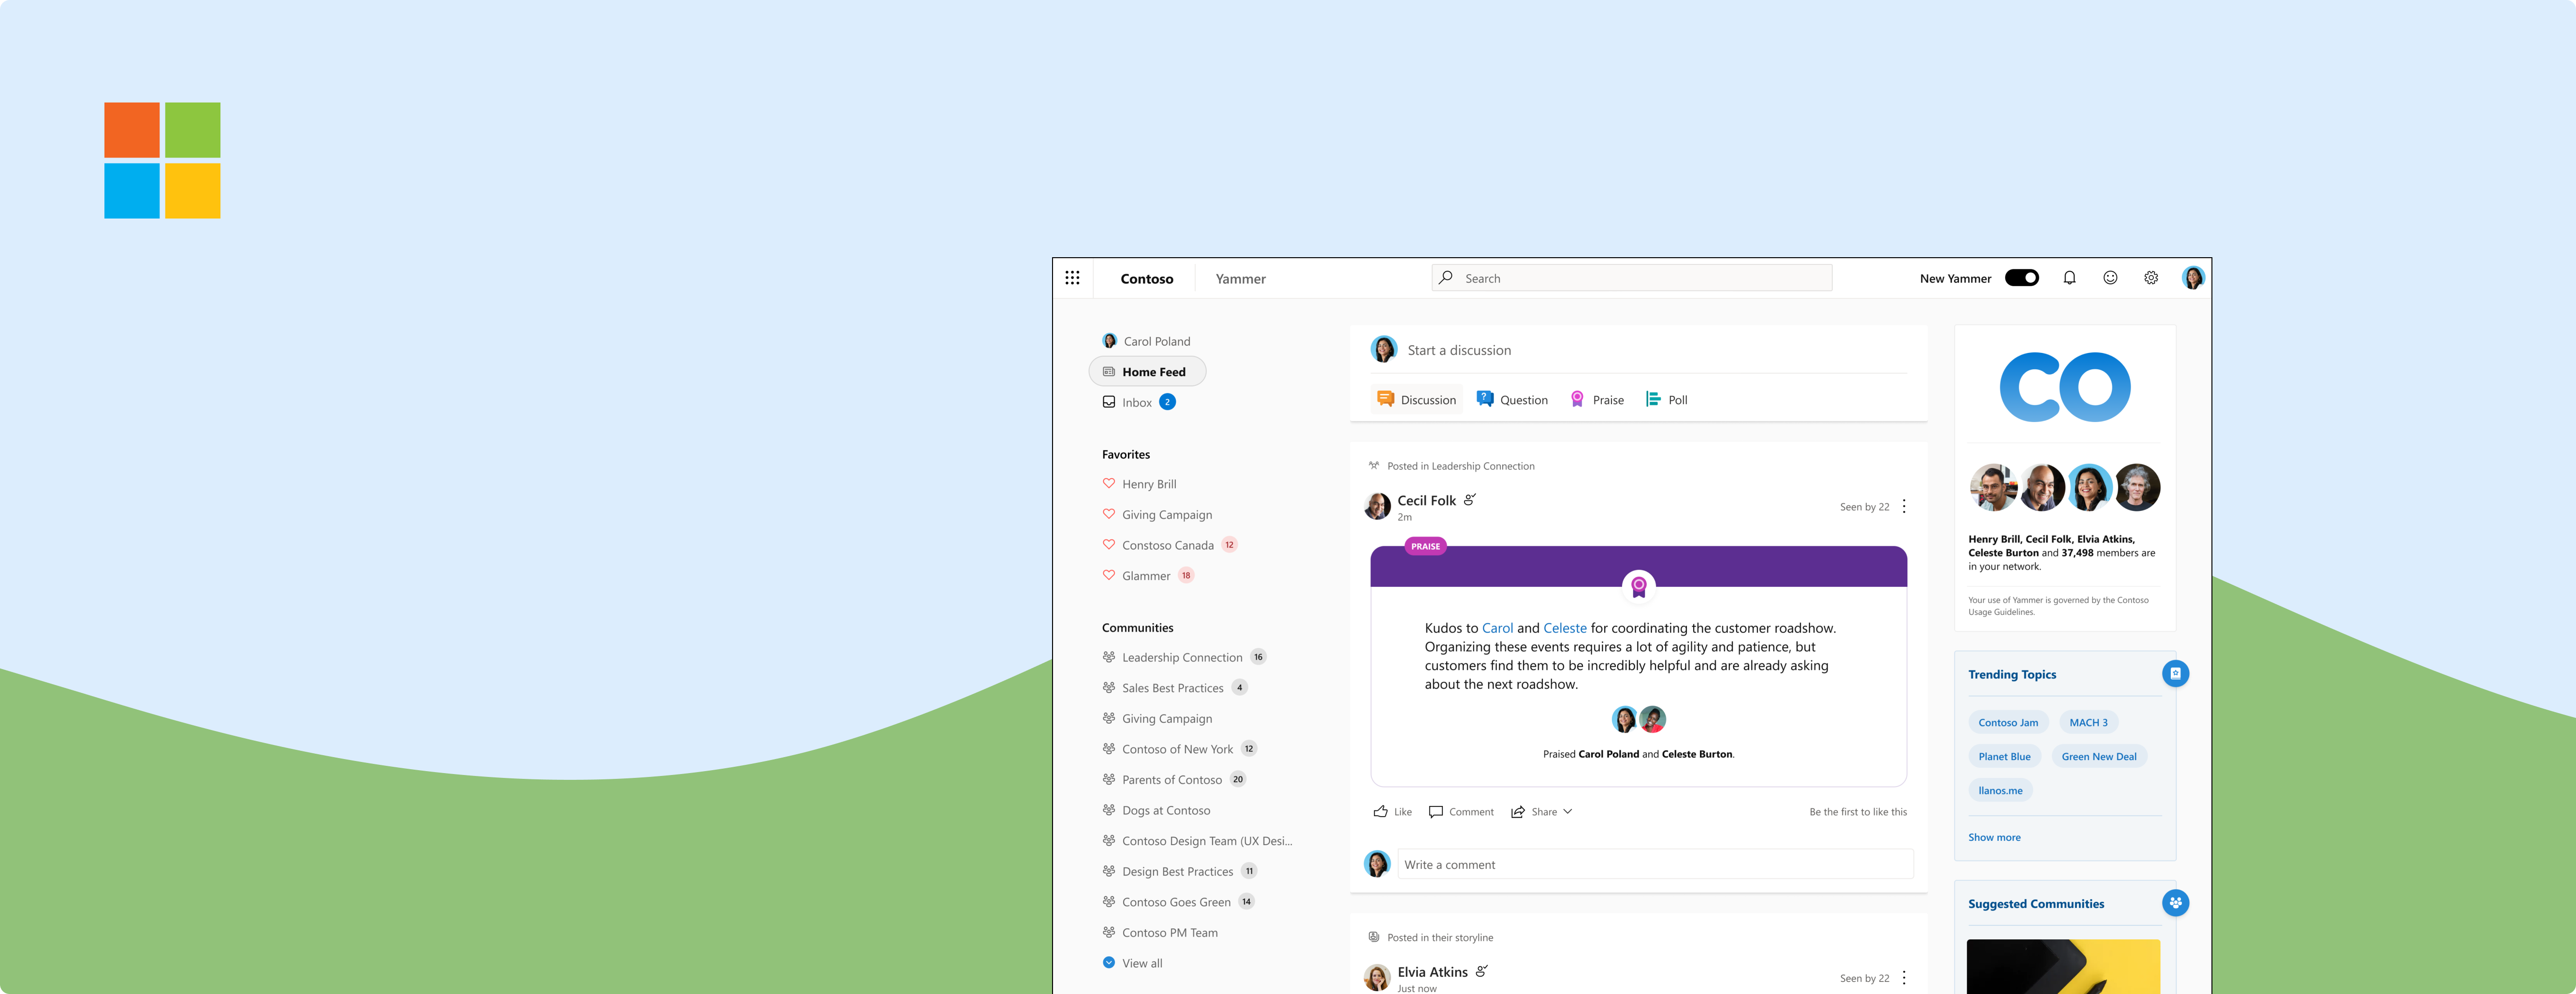 Contoso
Yammer
Search
New Yammer
Carol Poland
Home Feed
Inbox 2
Favorites
Henry Brill
Giving Campaign
Constoso Canada 12
Glammer 18
Communities
Leadership Connection 16
Sales Best Practices 4
Giving Campaign
Contoso of New York 12
Parents of Contoso 20
Dogs at Contoso
Contoso Design Team (UX Desi...
Design Best Practices 11
Contoso Goes Green 14
Contoso PM Team
View all
Start a discussion
Discussion
Question
Praise
Poll
Posted in Leadership Connection
Cecil Folk
2m
Seen by 22
PRAISE
Kudos to Carol and Celeste for coordinating the customer roadshow.
Organizing these events requires a lot of agility and patience, but
customers find them to be incredibly helpful and are already asking
about the next roadshow.
Praised Carol Poland and Celeste Burton.
Like
Comment
Share
Be the first to like this
Write a comment
Posted in their storyline
Elvia Atkins
Just now
Seen by 22
CO
Henry Brill, Cecil Folk, Elvia Atkins,
Celeste Burton and 37,498 members are
in your network.
Your use of Yammer is governed by the Contoso
Usage Guidelines.
Trending Topics
Contoso Jam
MACH 3
Planet Blue
Green New Deal
llanos.me
Show more
Suggested Communities